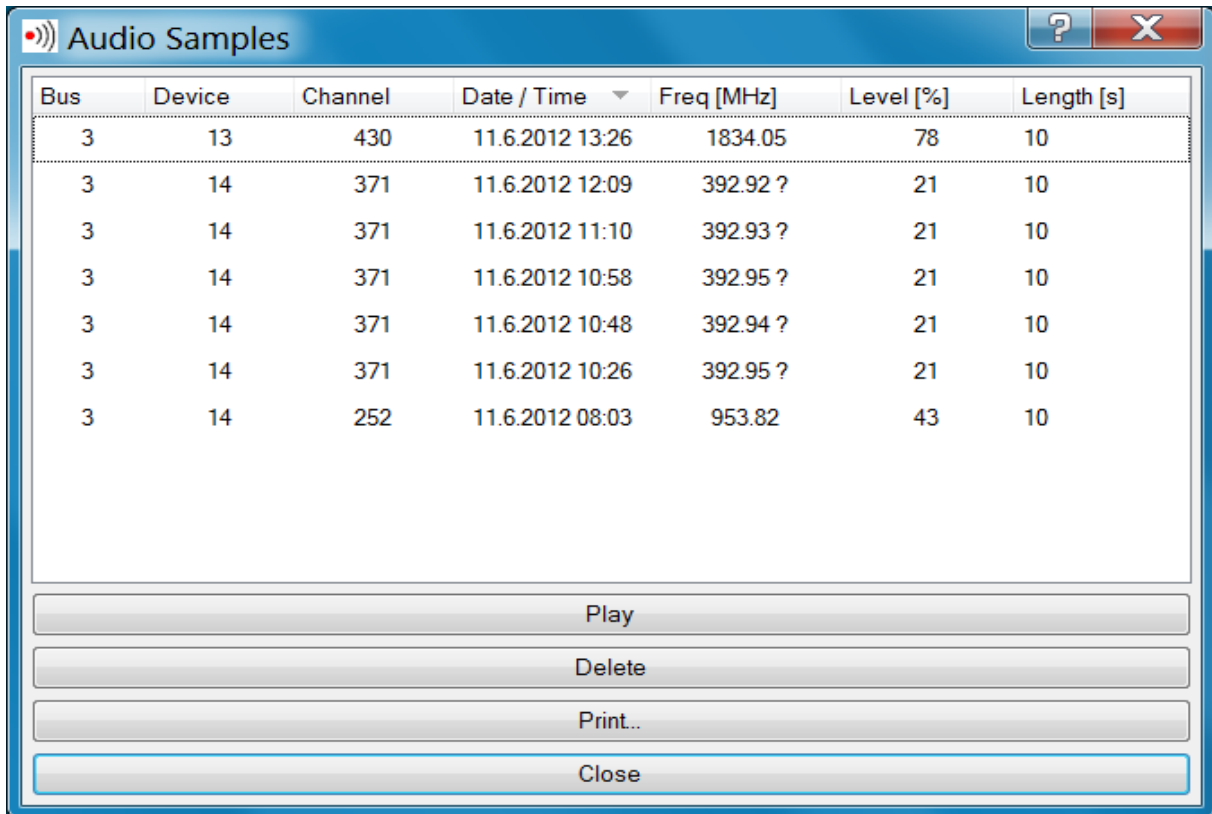 Audio Samples
Bus Device Channel Date / Time Freq [MHz] Level [%] Length [s]
3 13 430 11.6.2012 13:26 1834.05 78 10
3 14 371 11.6.2012 12:09 392.92 ? 21 10
3 14 371 11.6.2012 11:10 392.93 ? 21 10
3 14 371 11.6.2012 10:58 392.95 ? 21 10
3 14 371 11.6.2012 10:48 392.94 ? 21 10
3 14 371 11.6.2012 10:26 392.95 ? 21 10
3 14 252 11.6.2012 08:03 953.82 43 10
Play
Delete
Print...
Close